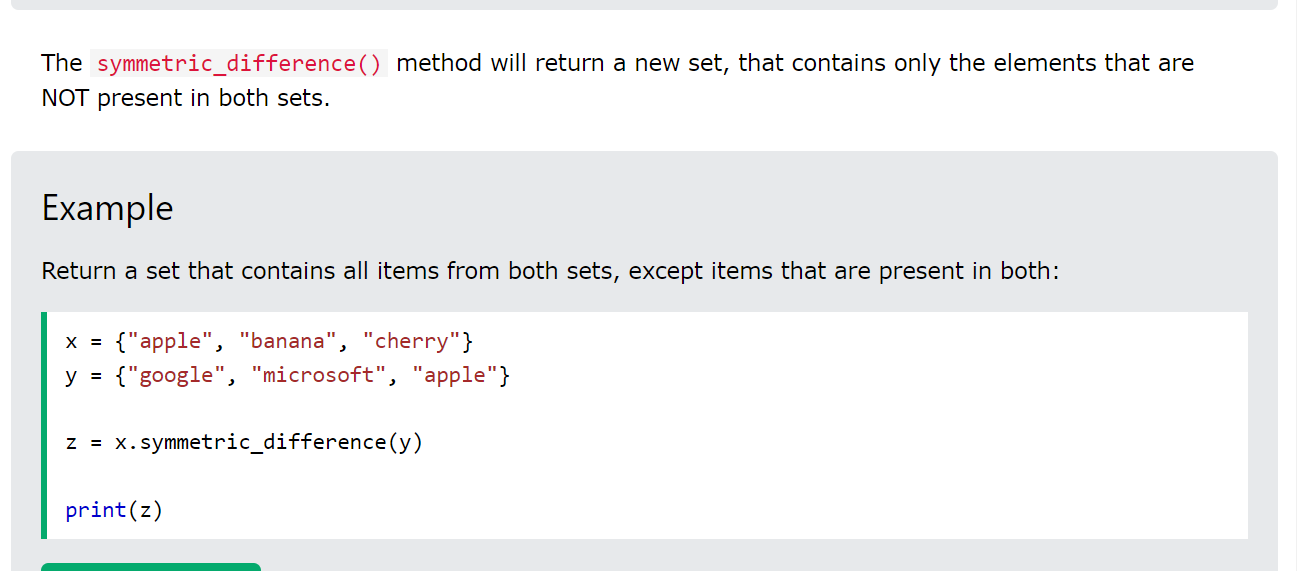 The symmetric_difference() method will return a new set, that contains only the elements that are
NOT present in both sets.
Example
Return a set that contains all items from both sets, except items that are present in both:
x = {"apple", "banana", "cherry"}
y = {"google", "microsoft", "apple"}
z = x.symmetric_difference(y)
print(z)